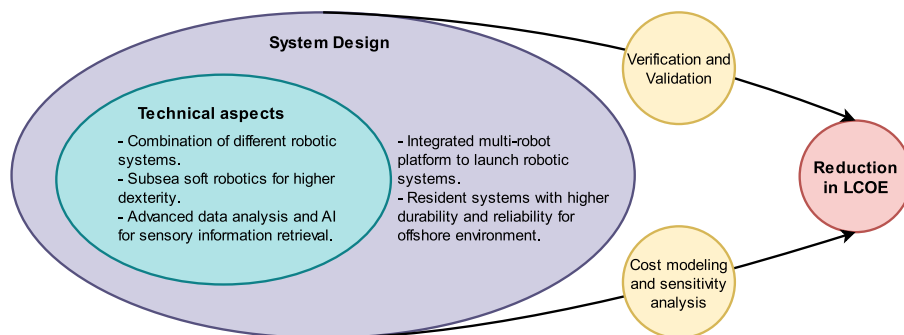 System Design
Technical aspects
- Combination of different robotic
systems.
- Subsea soft robotics for higher
dexterity.
- Advanced data analysis and AI
for sensory information retrieval.
- Integrated multi-robot
platform to launch robotic
systems.
- Resident systems with higher
durability and reliability for
offshore environment.
Verification and
Validation
Cost modeling
and sensitivity
analysis
Reduction
in LCOE